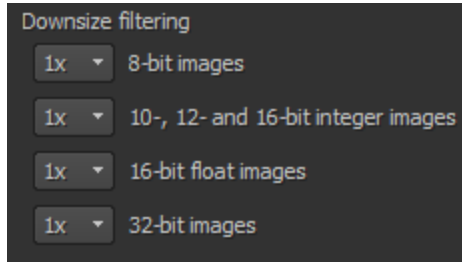 Downsize filtering
1x 8-bit images
1x 10-, 12- and 16-bit integer images
1x 16-bit float images
1x 32-bit images